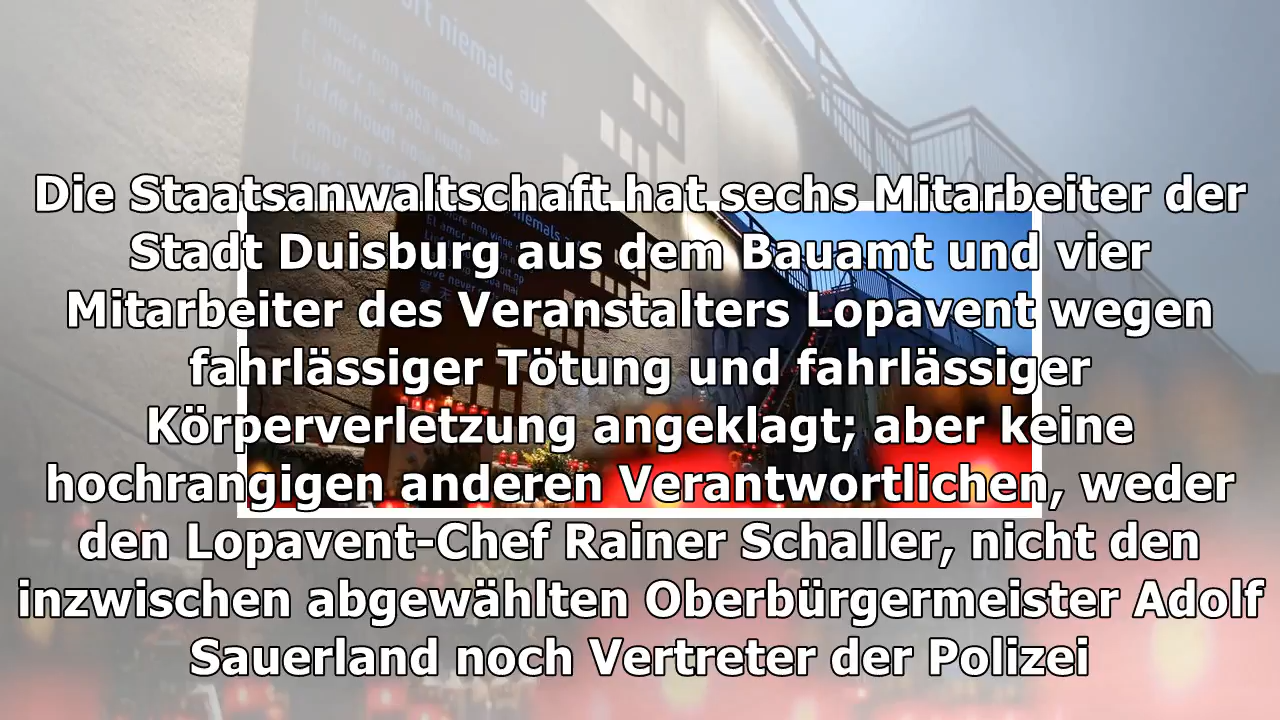 Die Staatsanwaltschaft hat sechs Mitarbeiter der
Stadt Duisburg aus dem Bauamt und vier
Mitarbeiter des Veranstalters Lopavent wegen
fahrlässiger Tötung und fahrlässiger
Körperverletzung angeklagt; aber keine
hochrangigen anderen Verantwortlichen, weder
den Lopavent-Chef Rainer Schaller, nicht den
inzwischen abgewählten Oberbürgermeister Adolf
Sauerland noch Vertreter der Polizei
niemals auf